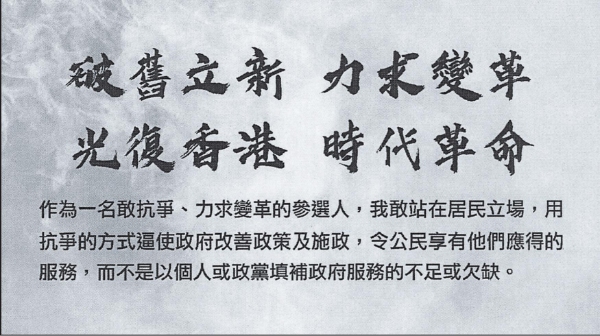 破舊立新 力求變革
光復香港 時代革命
作為一名敢抗爭、力求變革的參選人，我敢站在居民立場，用
抗爭的方式逼使政府改善政策及施政，令公民享有他們應得的
服務，而不是以個人或政黨填補政府服務的不足或欠缺。